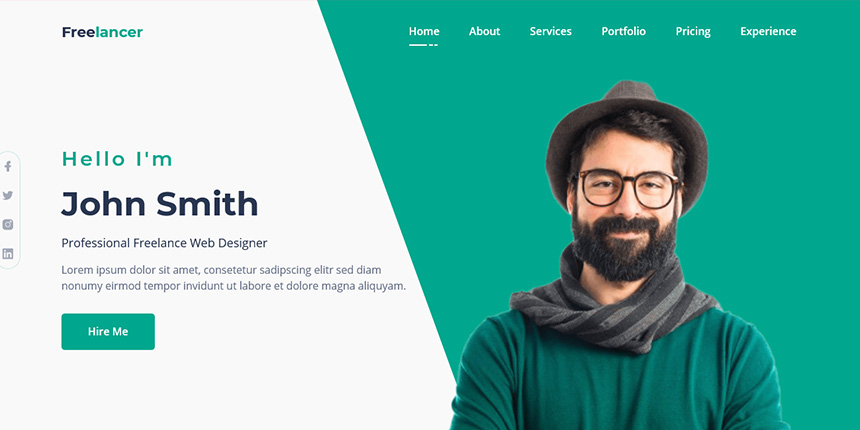 Freelancer
Home About Services Portfolio Pricing Experience
Hello I'm
John Smith
Professional Freelance Web Designer
Lorem ipsum dolor sit amet, consetetur sadipscing elitr sed diam
nonumy eirmod tempor invidunt ut labore et dolore magna aliquyam.
Hire Me